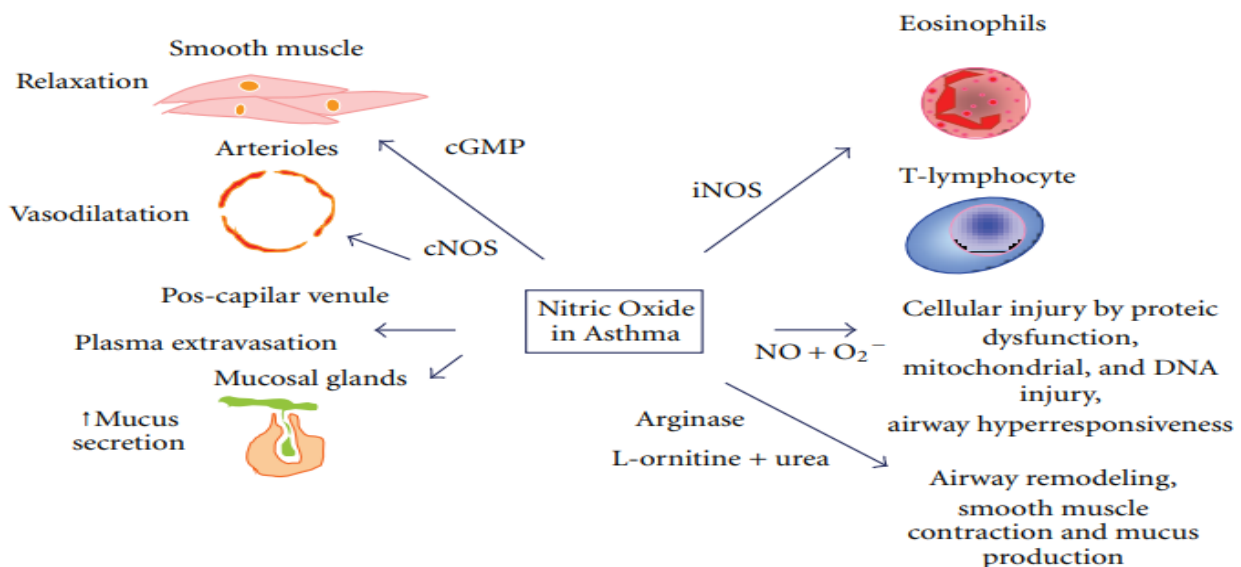 Smooth muscle
Relaxation
Arterioles
cGMP
Vasodilatation
cNOS
Pos-capilar venule
Plasma extravasation
Mucosal glands
↑Mucus
secretion
Nitric Oxide
in Asthma
Eosinophils
iNOS
T-lymphocyte
NO + O₂⁻
Cellular injury by proteic
dysfunction,
mitochondrial, and DNA
injury,
airway hyperresponsiveness
Arginase
L-ornitine + urea
Airway remodeling,
smooth muscle
contraction and mucus
production